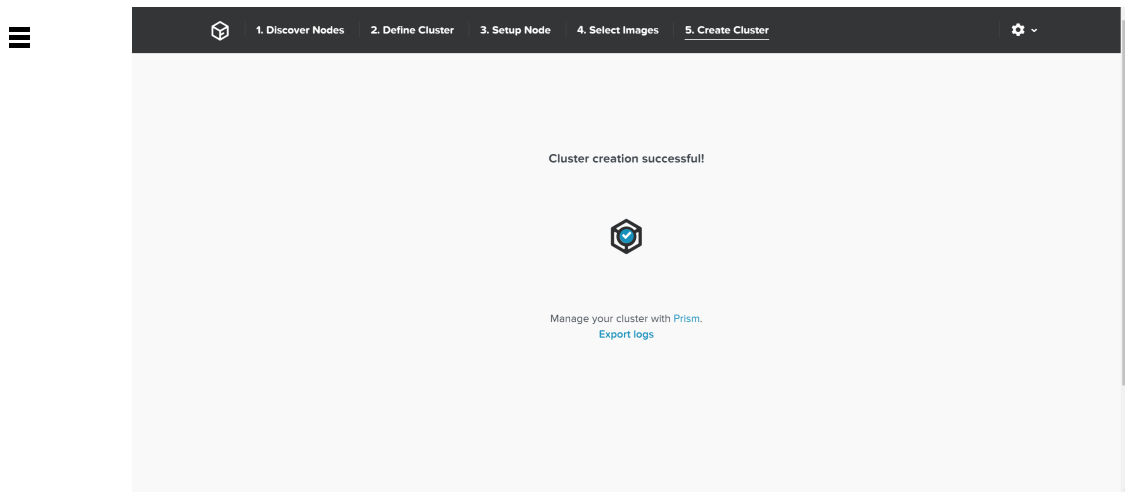 1. Discover Nodes 2. Define Cluster 3. Setup Node 4. Select Images 5. Create Cluster
Cluster creation successful!
Manage your cluster with Prism.
Export logs